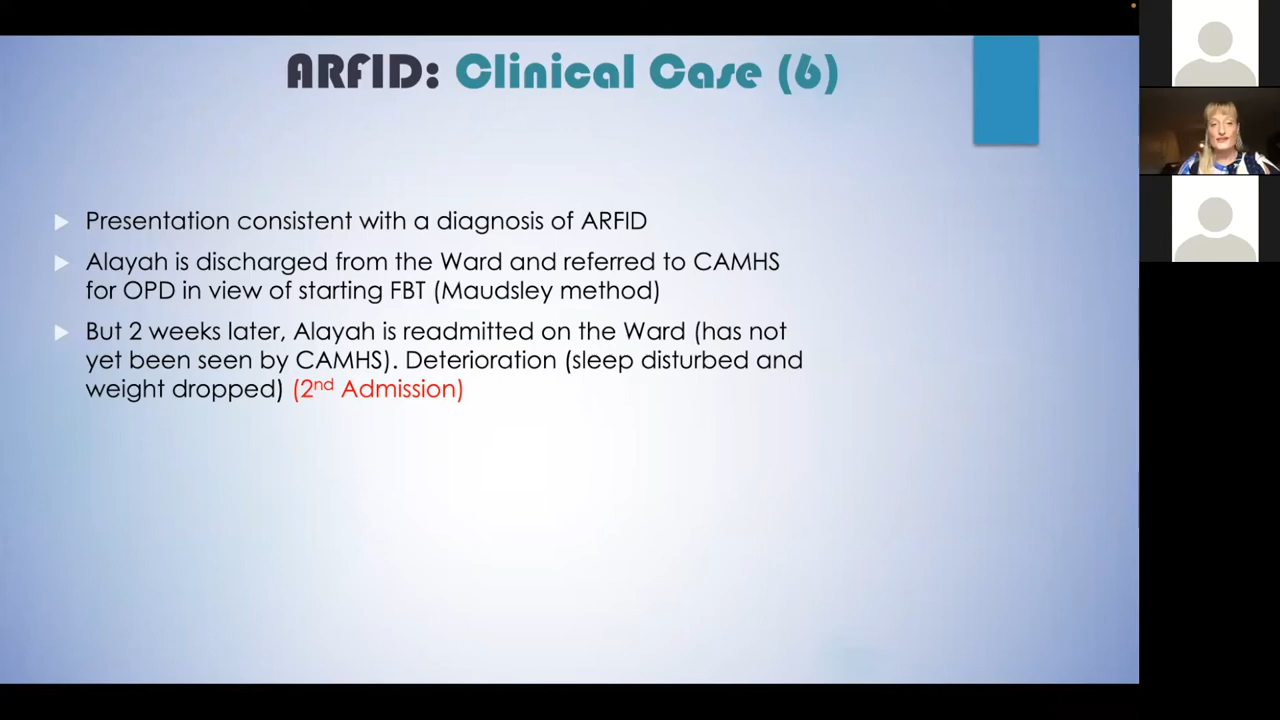 ARFID: Clinical Case (6)
Presentation consistent with a diagnosis of ARFID
Alayah is discharged from the Ward and referred to CAMHS
for OPD in view of starting FBT (Maudsley method)
But 2 weeks later, Alayah is readmitted on the Ward (has not
yet been seen by CAMHS). Deterioration (sleep disturbed and
weight dropped) (2nd Admission)